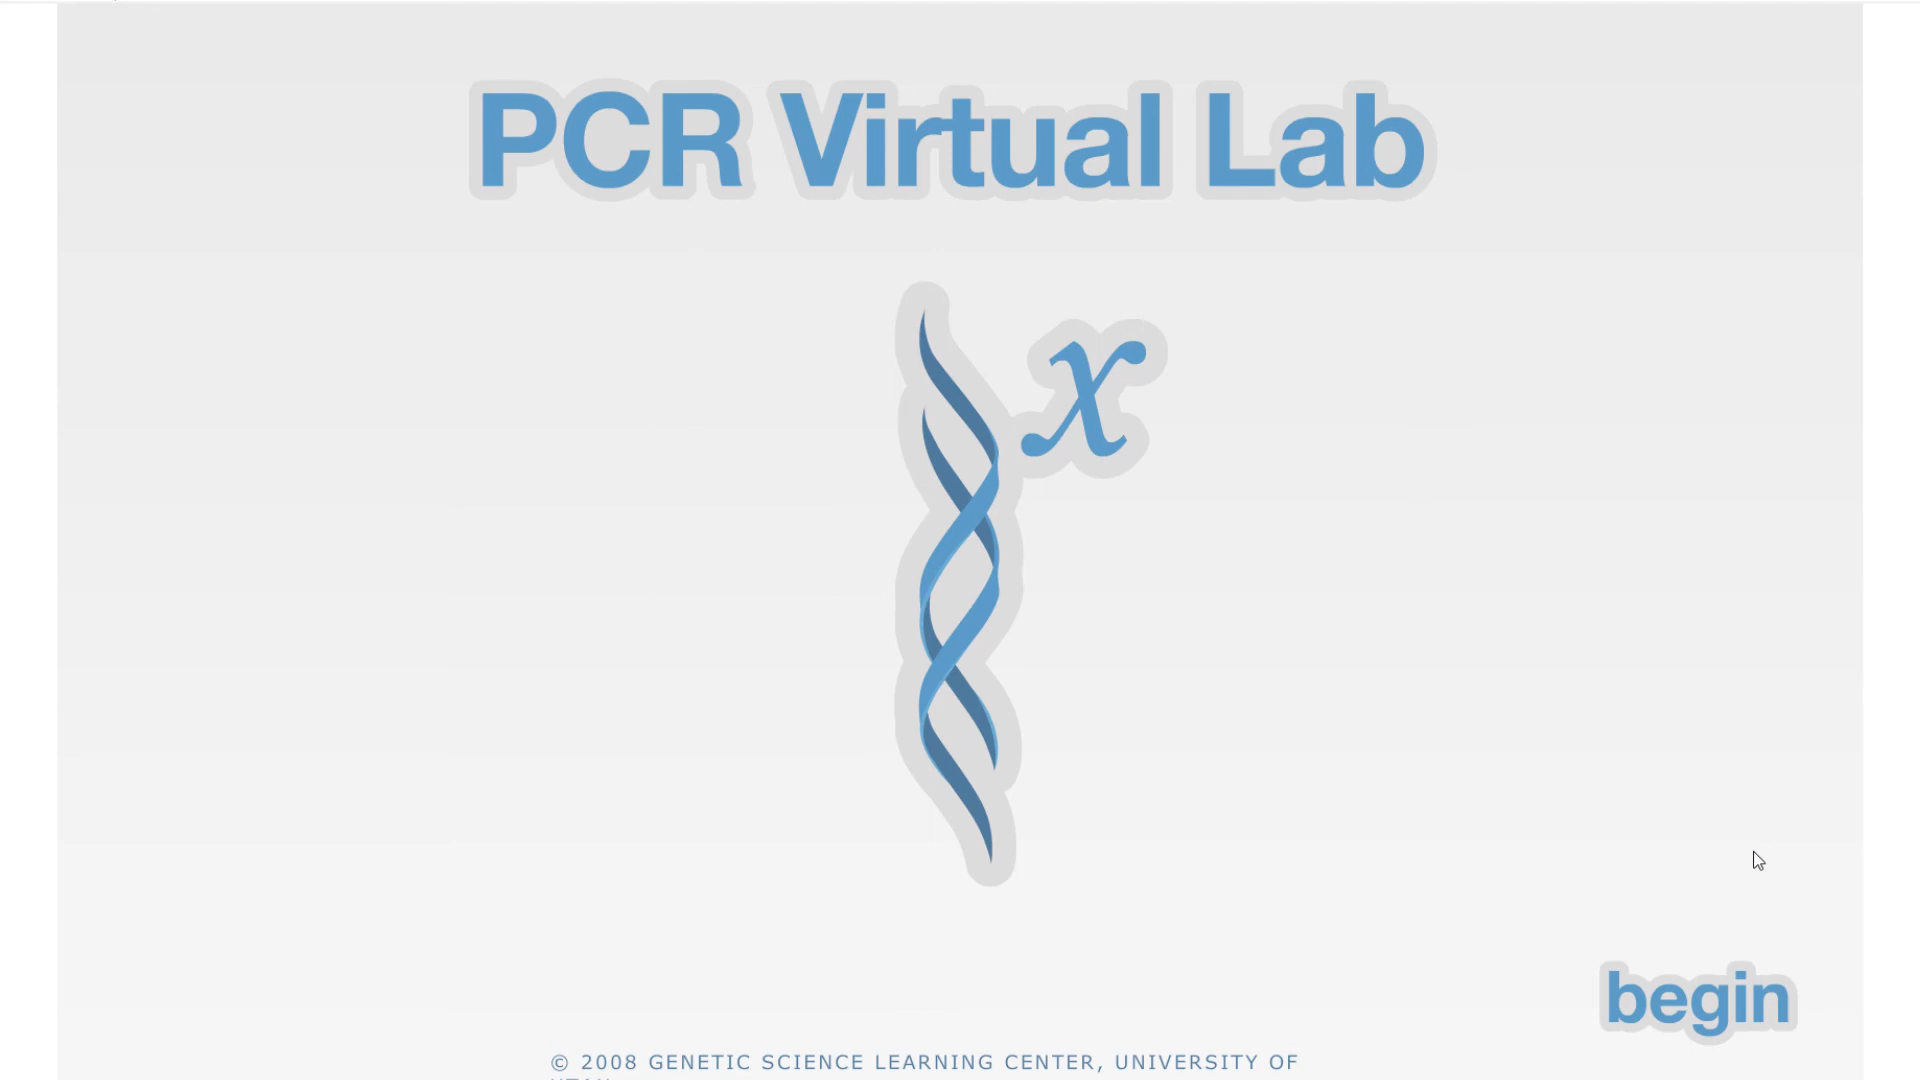 PCR Virtual Lab
x
begin
© 2008 GENETIC SCIENCE LEARNING CENTER, UNIVERSITY OF